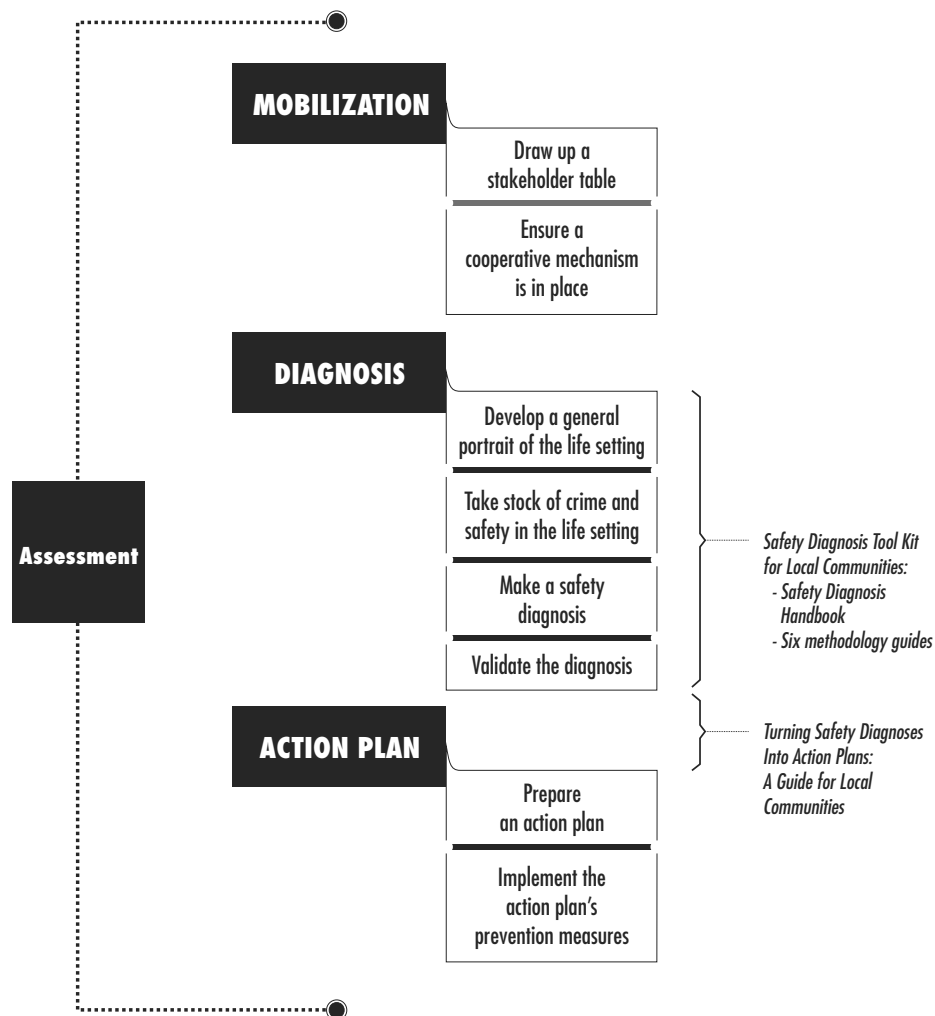 MOBILIZATION
Draw up a
stakeholder table
Ensure a
cooperative mechanism
is in place
DIAGNOSIS
Develop a general
portrait of the life setting
Take stock of crime and
safety in the life setting
Make a safety
diagnosis
Validate the diagnosis
Assessment
Safety Diagnosis Tool Kit
for Local Communities:
- Safety Diagnosis
Handbook
- Six methodology guides
ACTION PLAN
Prepare
an action plan
Implement the
action plan's
prevention measures
Turning Safety Diagnoses
Into Action Plans:
A Guide for Local
Communities